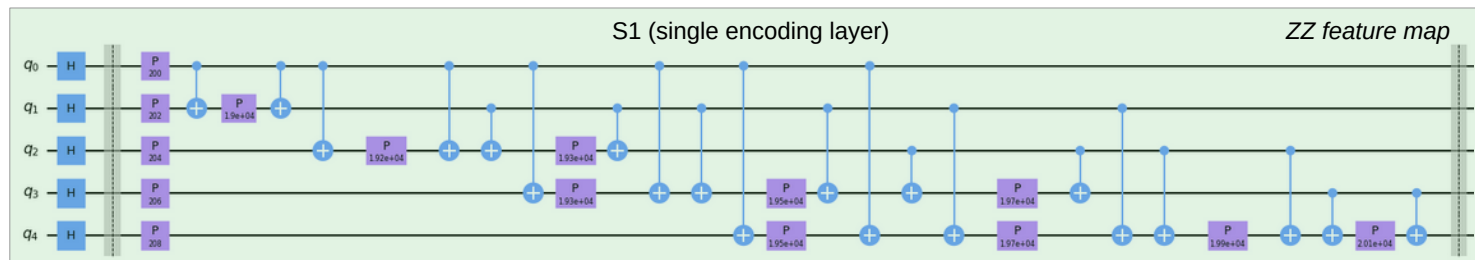 S1 (single encoding layer) ZZ feature map
q0 H P 200
q1 H P 202 P 1.9e+04
q2 H P 204 P 1.92e+04 P 1.93e+04
q3 H P 206 P 1.93e+04 P 1.95e+04 P 1.97e+04
q4 H P 208 P 1.95e+04 P 1.97e+04 P 1.99e+04 P 2.01e+04